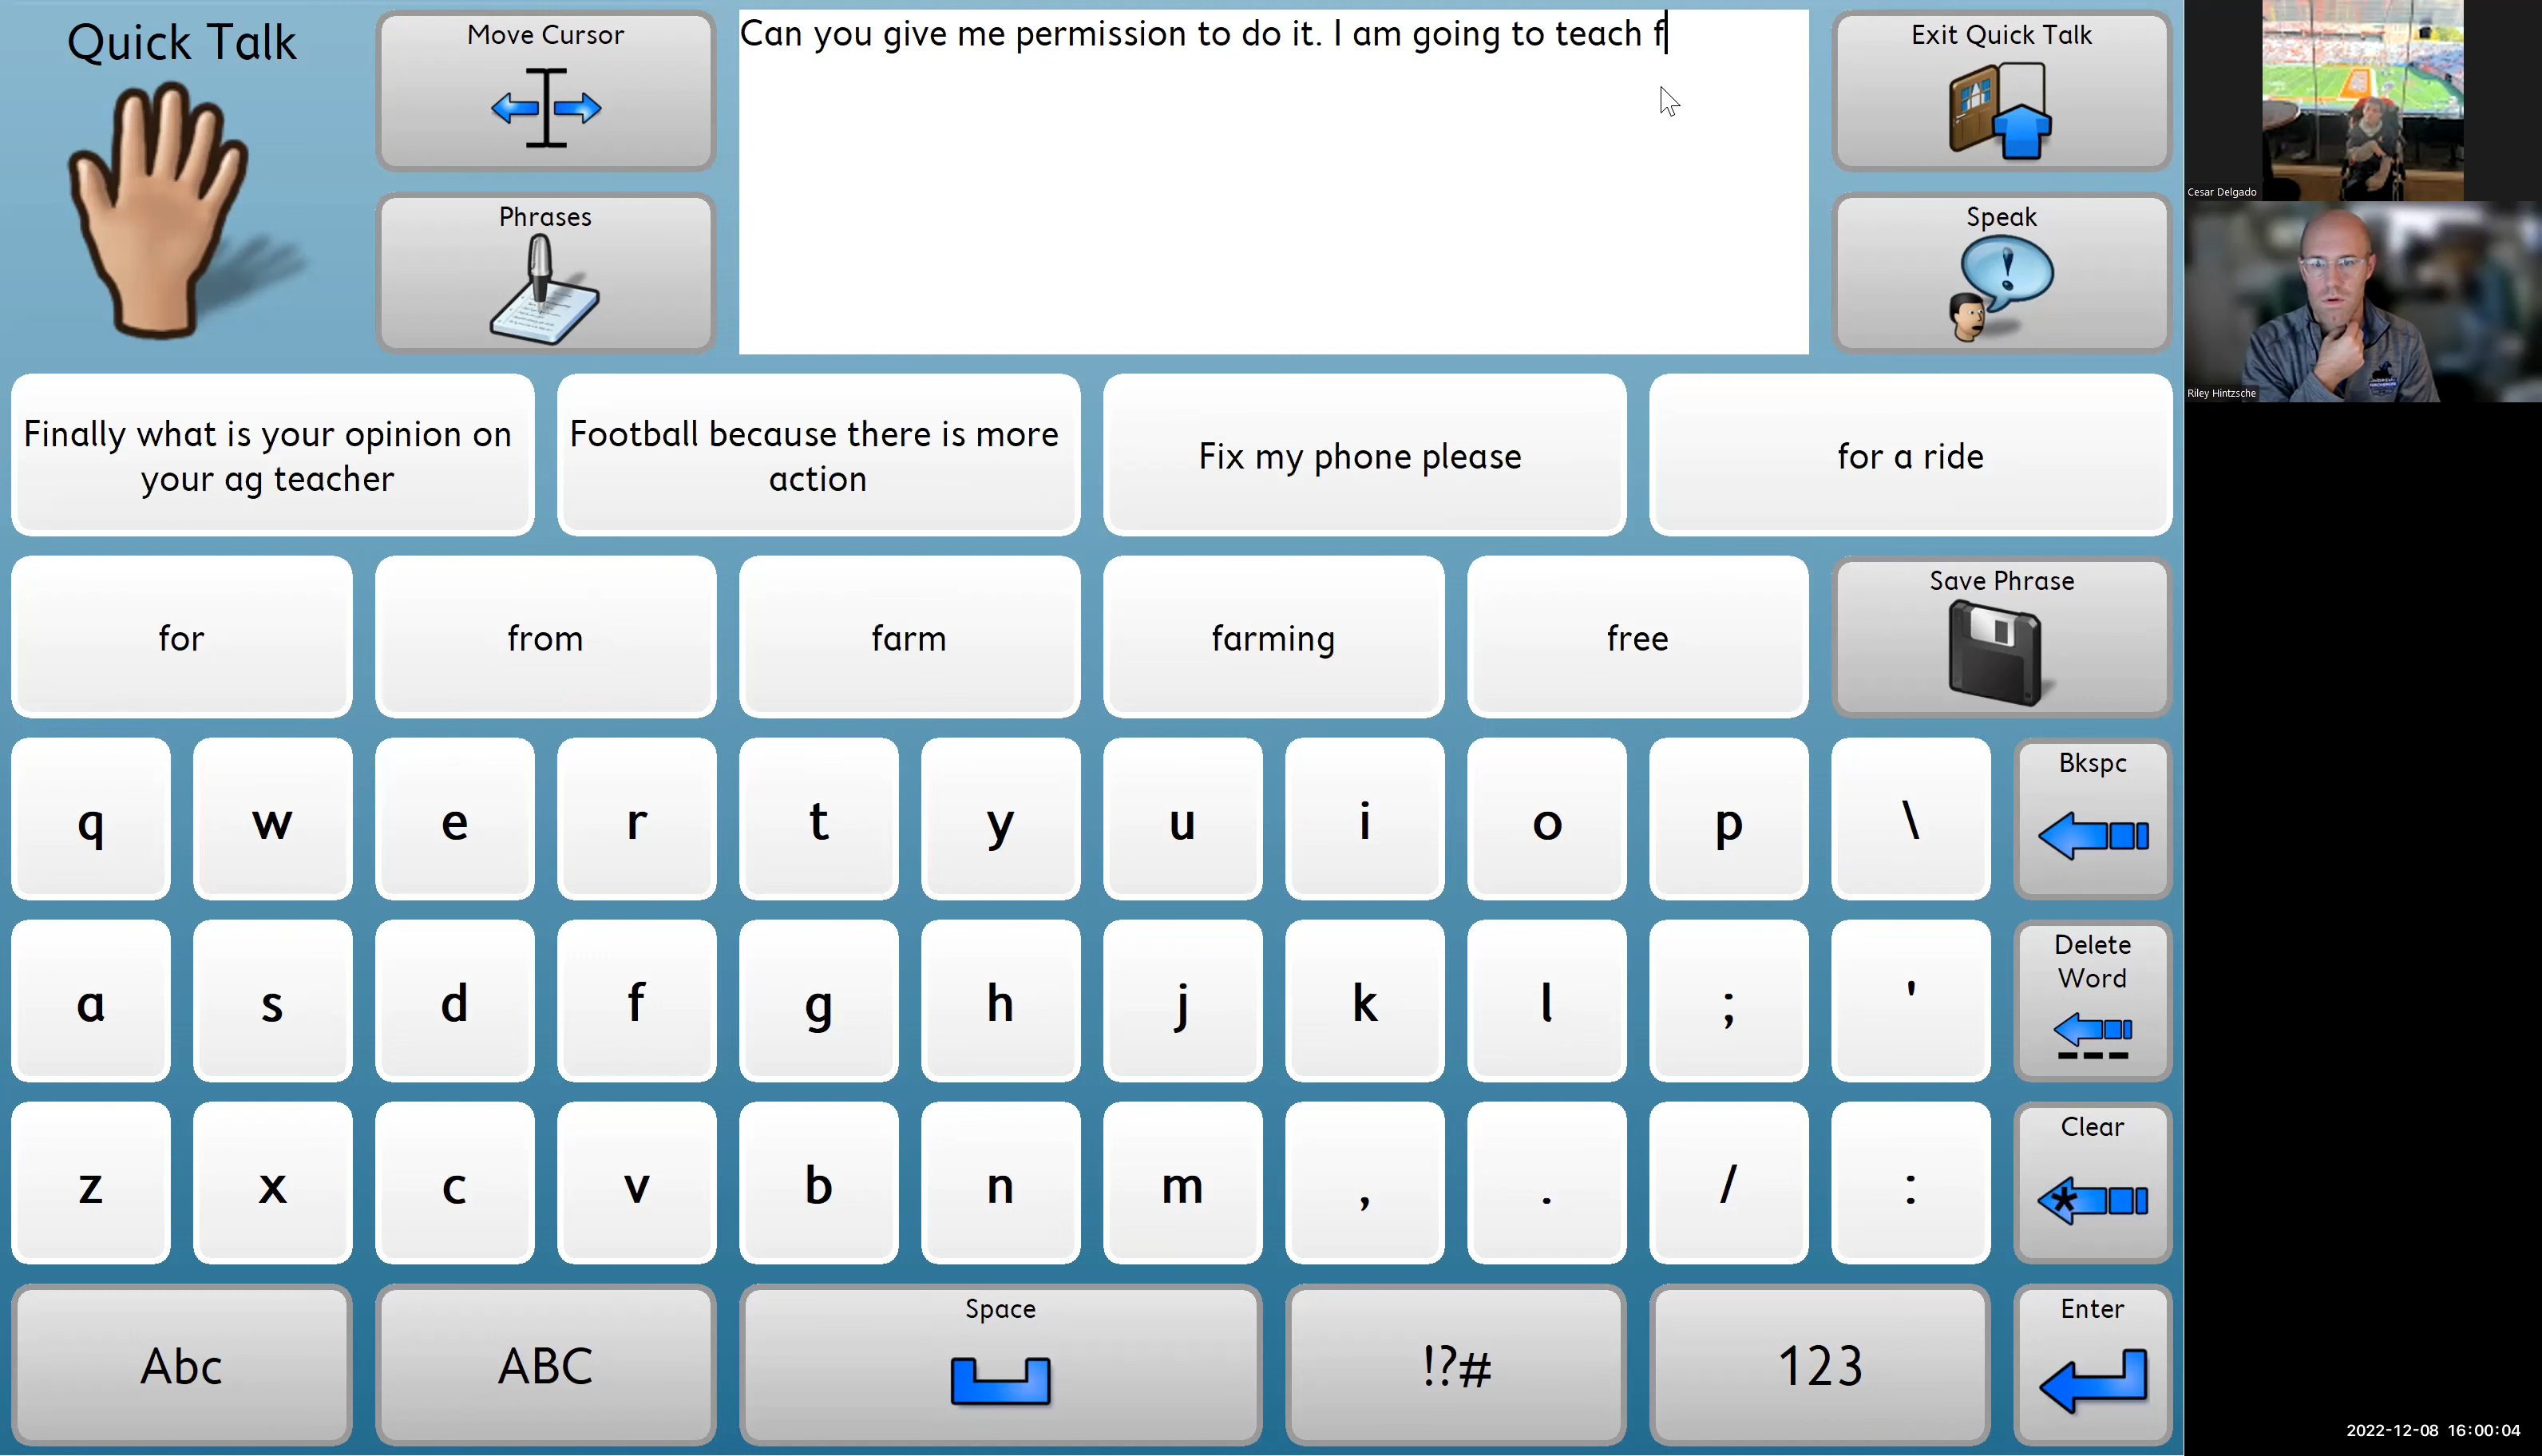 Quick Talk
Move Cursor
Can you give me permission to do it. I am going to teach f
Exit Quick Talk
Phrases
Speak
Cesar Delgado
Riley Hintzsche
Finally what is your opinion on
your ag teacher
Football because there is more
action
Fix my phone please
for a ride
for
from
farm
farming
free
Save Phrase
q w e r t y u i o p \
Bkspc
a s d f g h j k l ; '
Delete
Word
z x c v b n m , . / :
Clear
Abc
ABC
Space
!?#
123
Enter
2022-12-08 16:00:04